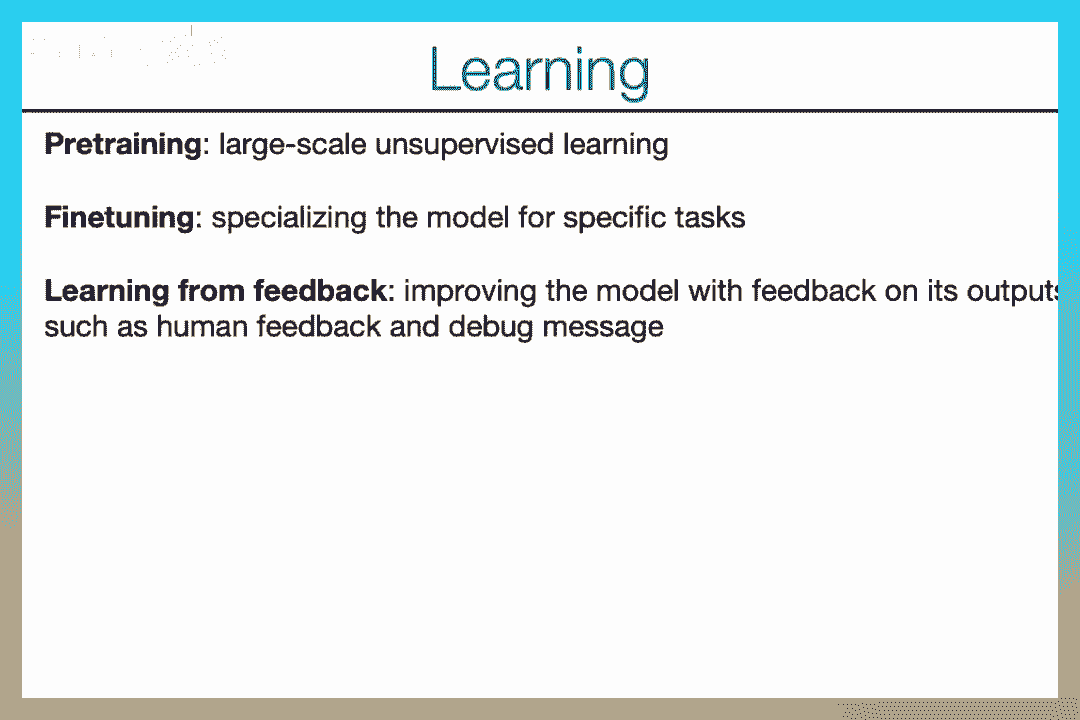 Learning
Pretraining: large-scale unsupervised learning
Finetuning: specializing the model for specific tasks
Learning from feedback: improving the model with feedback on its outputs
such as human feedback and debug message